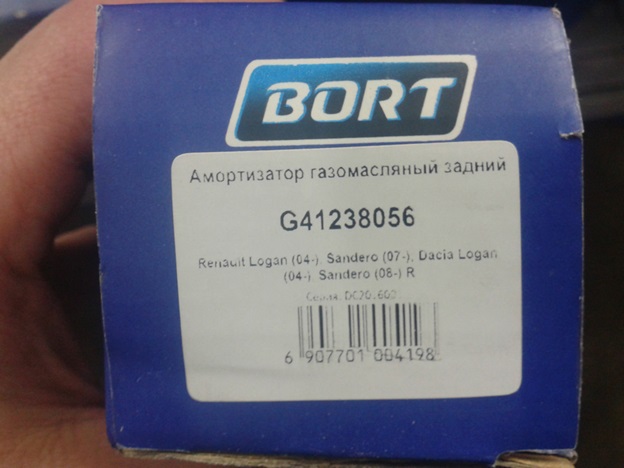 BORT
Амортизатор газомасляный задний
G41238056
Renault Logan (04-), Sandero (07-), Dacia Logan
(04-), Sandero (08-) R
6 907701 004198